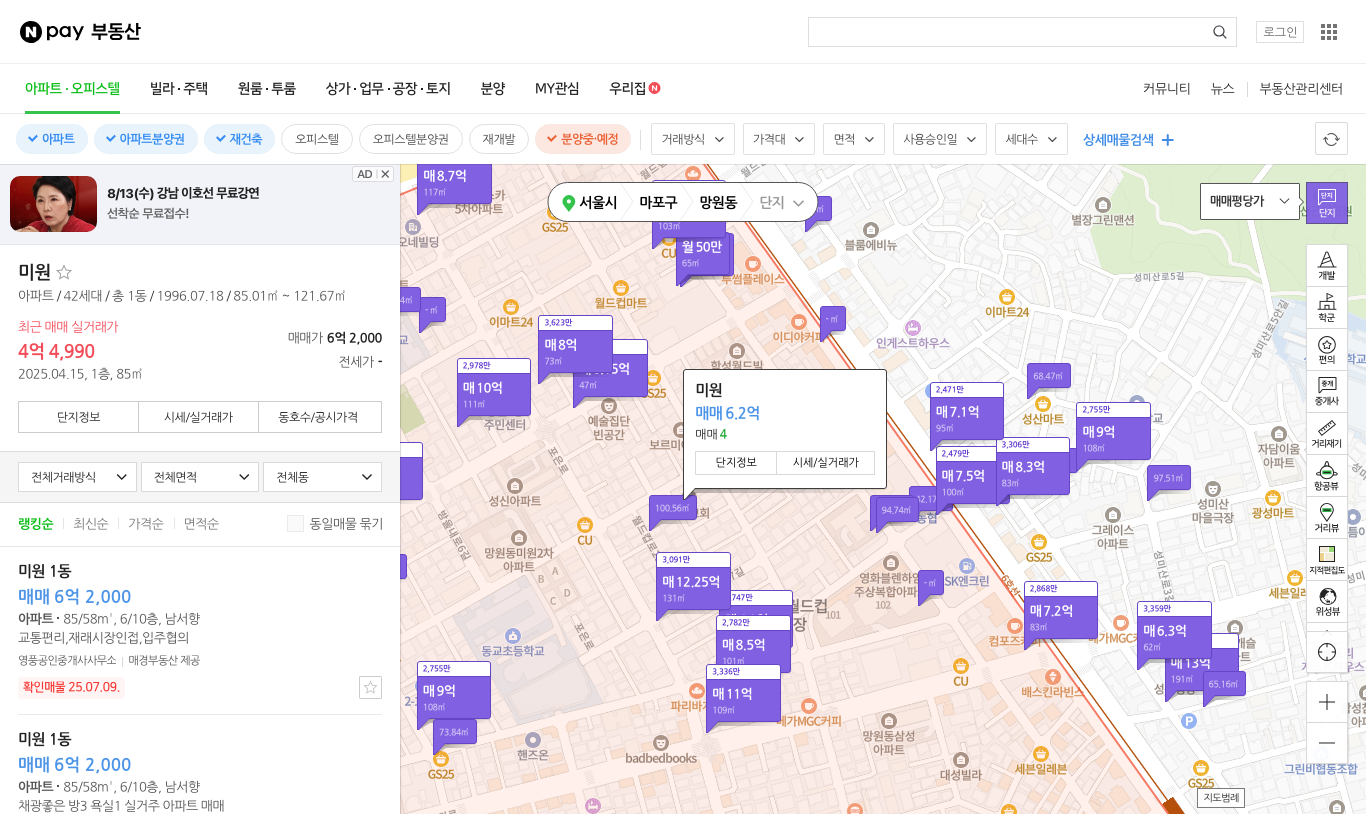 N pay 부동산
로그인
아파트·오피스텔
빌라·주택
원룸·투룸
상가·업무·공장·토지
분양
MY관심
우리집 N
커뮤니티
뉴스
부동산관리센터
아파트
아파트분양권
재건축
오피스텔
오피스텔분양권
재개발
분양중·예정
거래방식
가격대
면적
사용승인일
세대수
상세매물검색
AD
8/13(수) 강남 이호선 무료강연
선착순 무료접수!
미원
아파트 / 42세대 / 총 1동 / 1996.07.18 / 85.01㎡ ~ 121.67㎡
최근 매매 실거래가
4억 4,990
2025.04.15, 1층, 85㎡
매매가 6억 2,000
전세가 -
단지정보
시세/실거래가
동호수/공시가격
전체거래방식
전체면적
전체동
랭킹순
최신순
가격순
면적순
동일매물 묶기
미원 1동
매매 6억 2,000
아파트 · 85/58m², 6/10층, 남서향
교통편리,재래시장인접,입주협의
영풍공인중개사사무소
매경부동산 제공
확인매물 25.07.09.
미원 1동
매매 6억 2,000
아파트 · 85/58m², 6/10층, 남서향
채광좋은 방3 욕실1 실거주 아파트 매매
서울시
마포구
망원동
단지
매매평당가
단지
단지
개발
학군
편의
중개
중개사
거리재기
항공뷰
거리뷰
지적편집도
위성뷰
지도범례
미원
매매 6.2억
매매 4
단지정보
시세/실거래가
매8.7억
117㎡
5차아파트
오네빌딩
GS25
103㎡
CU
월50만
65㎡
투썸플레이스
블룸에비뉴
별장그린맨션
성미산로5길
성미산로5안길
- ㎡
이마트24
월드컵마트
이디야커피
- ㎡
인게스트하우스
이마트24
3,623만
매8억
73㎡
47㎡
함성월드빌
GS25
2,978만
매10억
111㎡
주민센터
예술집단
빈공간
68.47㎡
성산마트
2,471만
매7.1억
95㎡
2,755만
매9억
108㎡
3,306만
매8.3억
83㎡
2,479만
매7.5억
100㎡
94.74㎡
100.56㎡
97.51㎡
자담이움
아파트
성미산
마을극장
광성마트
그레이스
아파트
GS25
성신아파트
CU
망원동미원2차
아파트
A
B
C
D
포은로
포은로
동교초등학교
3,091만
매12.25억
131㎡
2,782만
매8.5억
101㎡
3,336만
매11억
109㎡
101
102
영화블렌하임
주상복합아파
- ㎡
SK엔크린
6호선
2,868만
매7.2억
83㎡
컴포즈커피
메가MGC커피
3,359만
매6.3억
62㎡
매13억
191㎡
65.16㎡
세븐일레븐
CU
배스킨라빈스
P
2,755만
매9억
108㎡
73.84㎡
GS25
핸즈온
badbedbooks
파리바게
메가MGC커피
망원동삼성
아파트
대성빌라
세븐일레븐
GS25
그린비협동조합